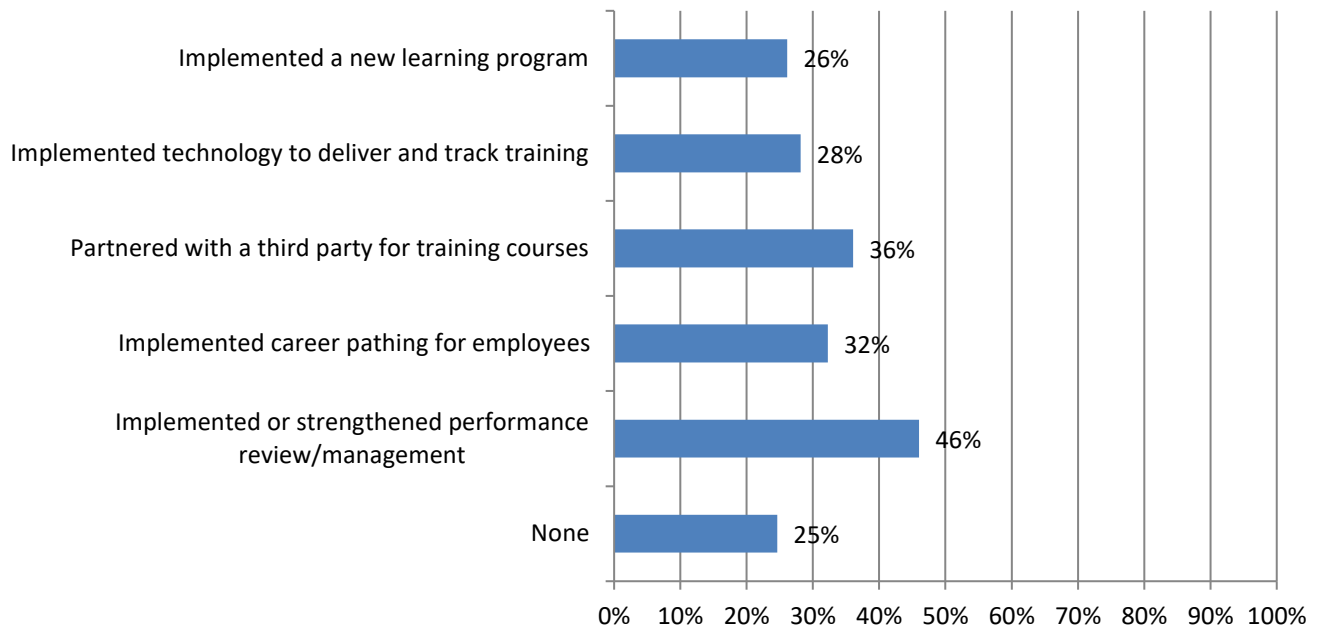 Implemented a new learning program
26%
Implemented technology to deliver and track training
28%
Partnered with a third party for training courses
36%
Implemented career pathing for employees
32%
Implemented or strengthened performance
review/management
46%
None
25%
0% 10% 20% 30% 40% 50% 60% 70% 80% 90% 100%